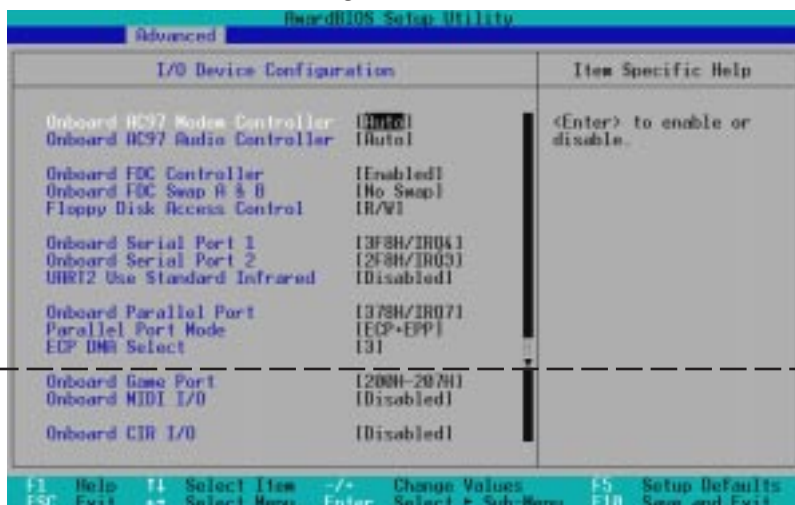 AwardBIOS Setup Utility
Advanced
I/O Device Configuration
Item Specific Help
Onboard AC97 Modem Controller [Auto]
Onboard AC97 Audio Controller [Auto]
<Enter> to enable or
disable.
Onboard FDC Controller [Enabled]
Onboard FDC Swap A & B [No Swap]
Floppy Disk Access Control [R/W]
Onboard Serial Port 1 [3F8H/IRQ4]
Onboard Serial Port 2 [2F8H/IRQ3]
UART2 Use Standard Infrared [Disabled]
Onboard Parallel Port [378H/IRQ7]
Parallel Port Mode [ECP+EPP]
ECP DMA Select [3]
Onboard Game Port [200H-207H]
Onboard MIDI I/O [Disabled]
Onboard CIR I/O [Disabled]
F1 Help ↑↓ Select Item -/+ Change Values F5 Setup Defaults
ESC Exit ↔ Select Menu Enter Select ► Sub-Menu F10 Save and Exit